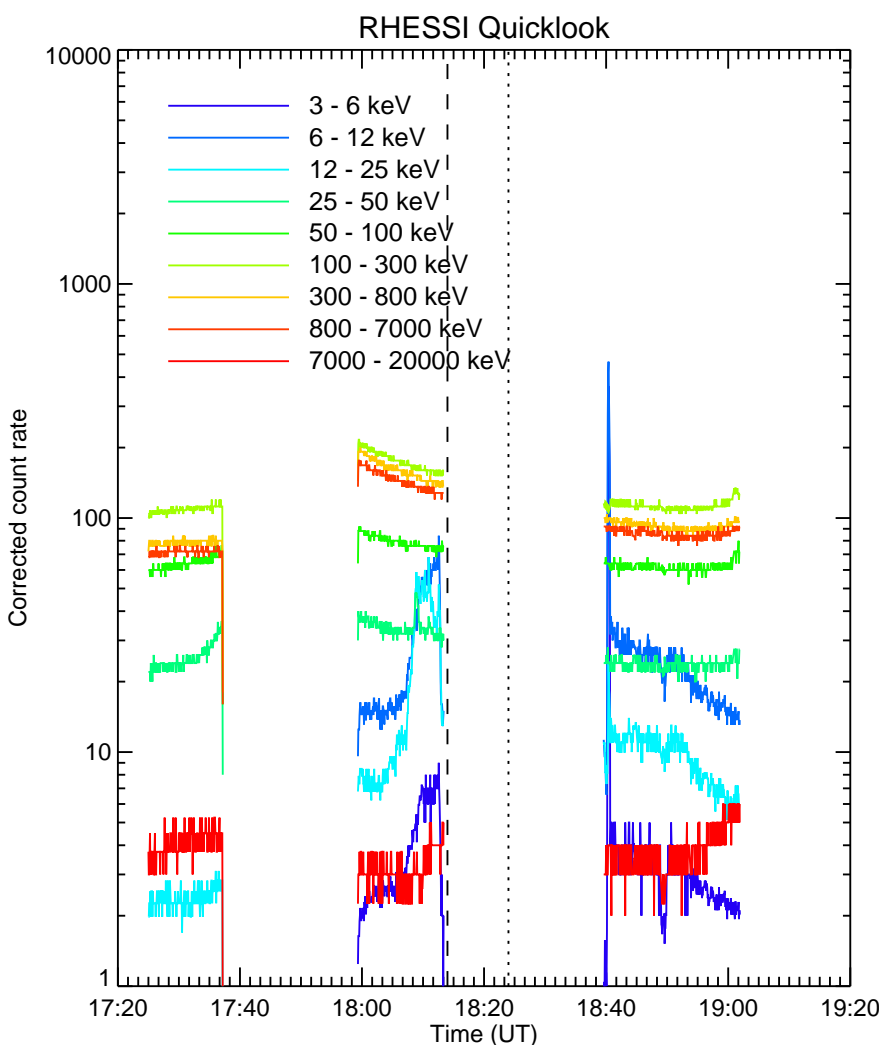 RHESSI Quicklook
10000
1000
100
10
1
Corrected count rate
3 - 6 keV
6 - 12 keV
12 - 25 keV
25 - 50 keV
50 - 100 keV
100 - 300 keV
300 - 800 keV
800 - 7000 keV
7000 - 20000 keV
17:20 17:40 18:00 18:20 18:40 19:00 19:20
Time (UT)